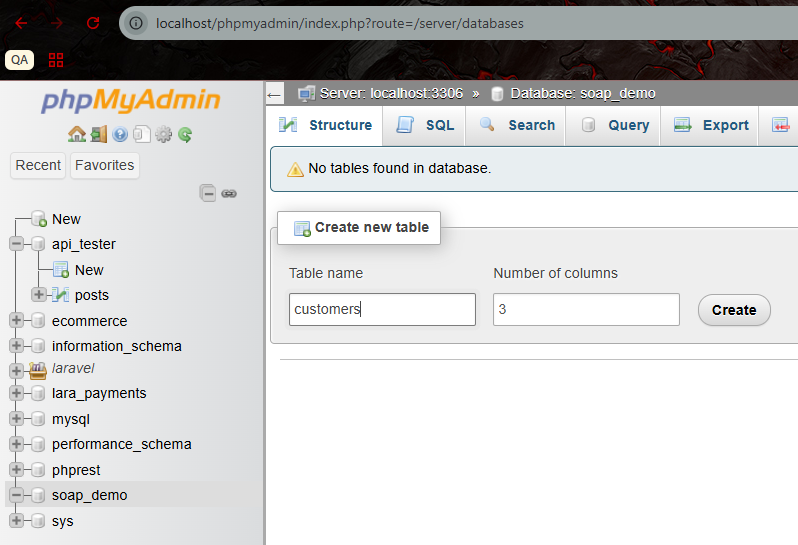 localhost/phpmyadmin/index.php?route=/server/databases
QA
phpMyAdmin
Recent Favorites
New
api_tester
New
posts
ecommerce
information_schema
laravel
lara_payments
mysql
performance_schema
phprest
soap_demo
sys
Server: localhost:3306 » Database: soap_demo
Structure SQL Search Query Export
No tables found in database.
Create new table
Table name Number of columns
customers 3 Create